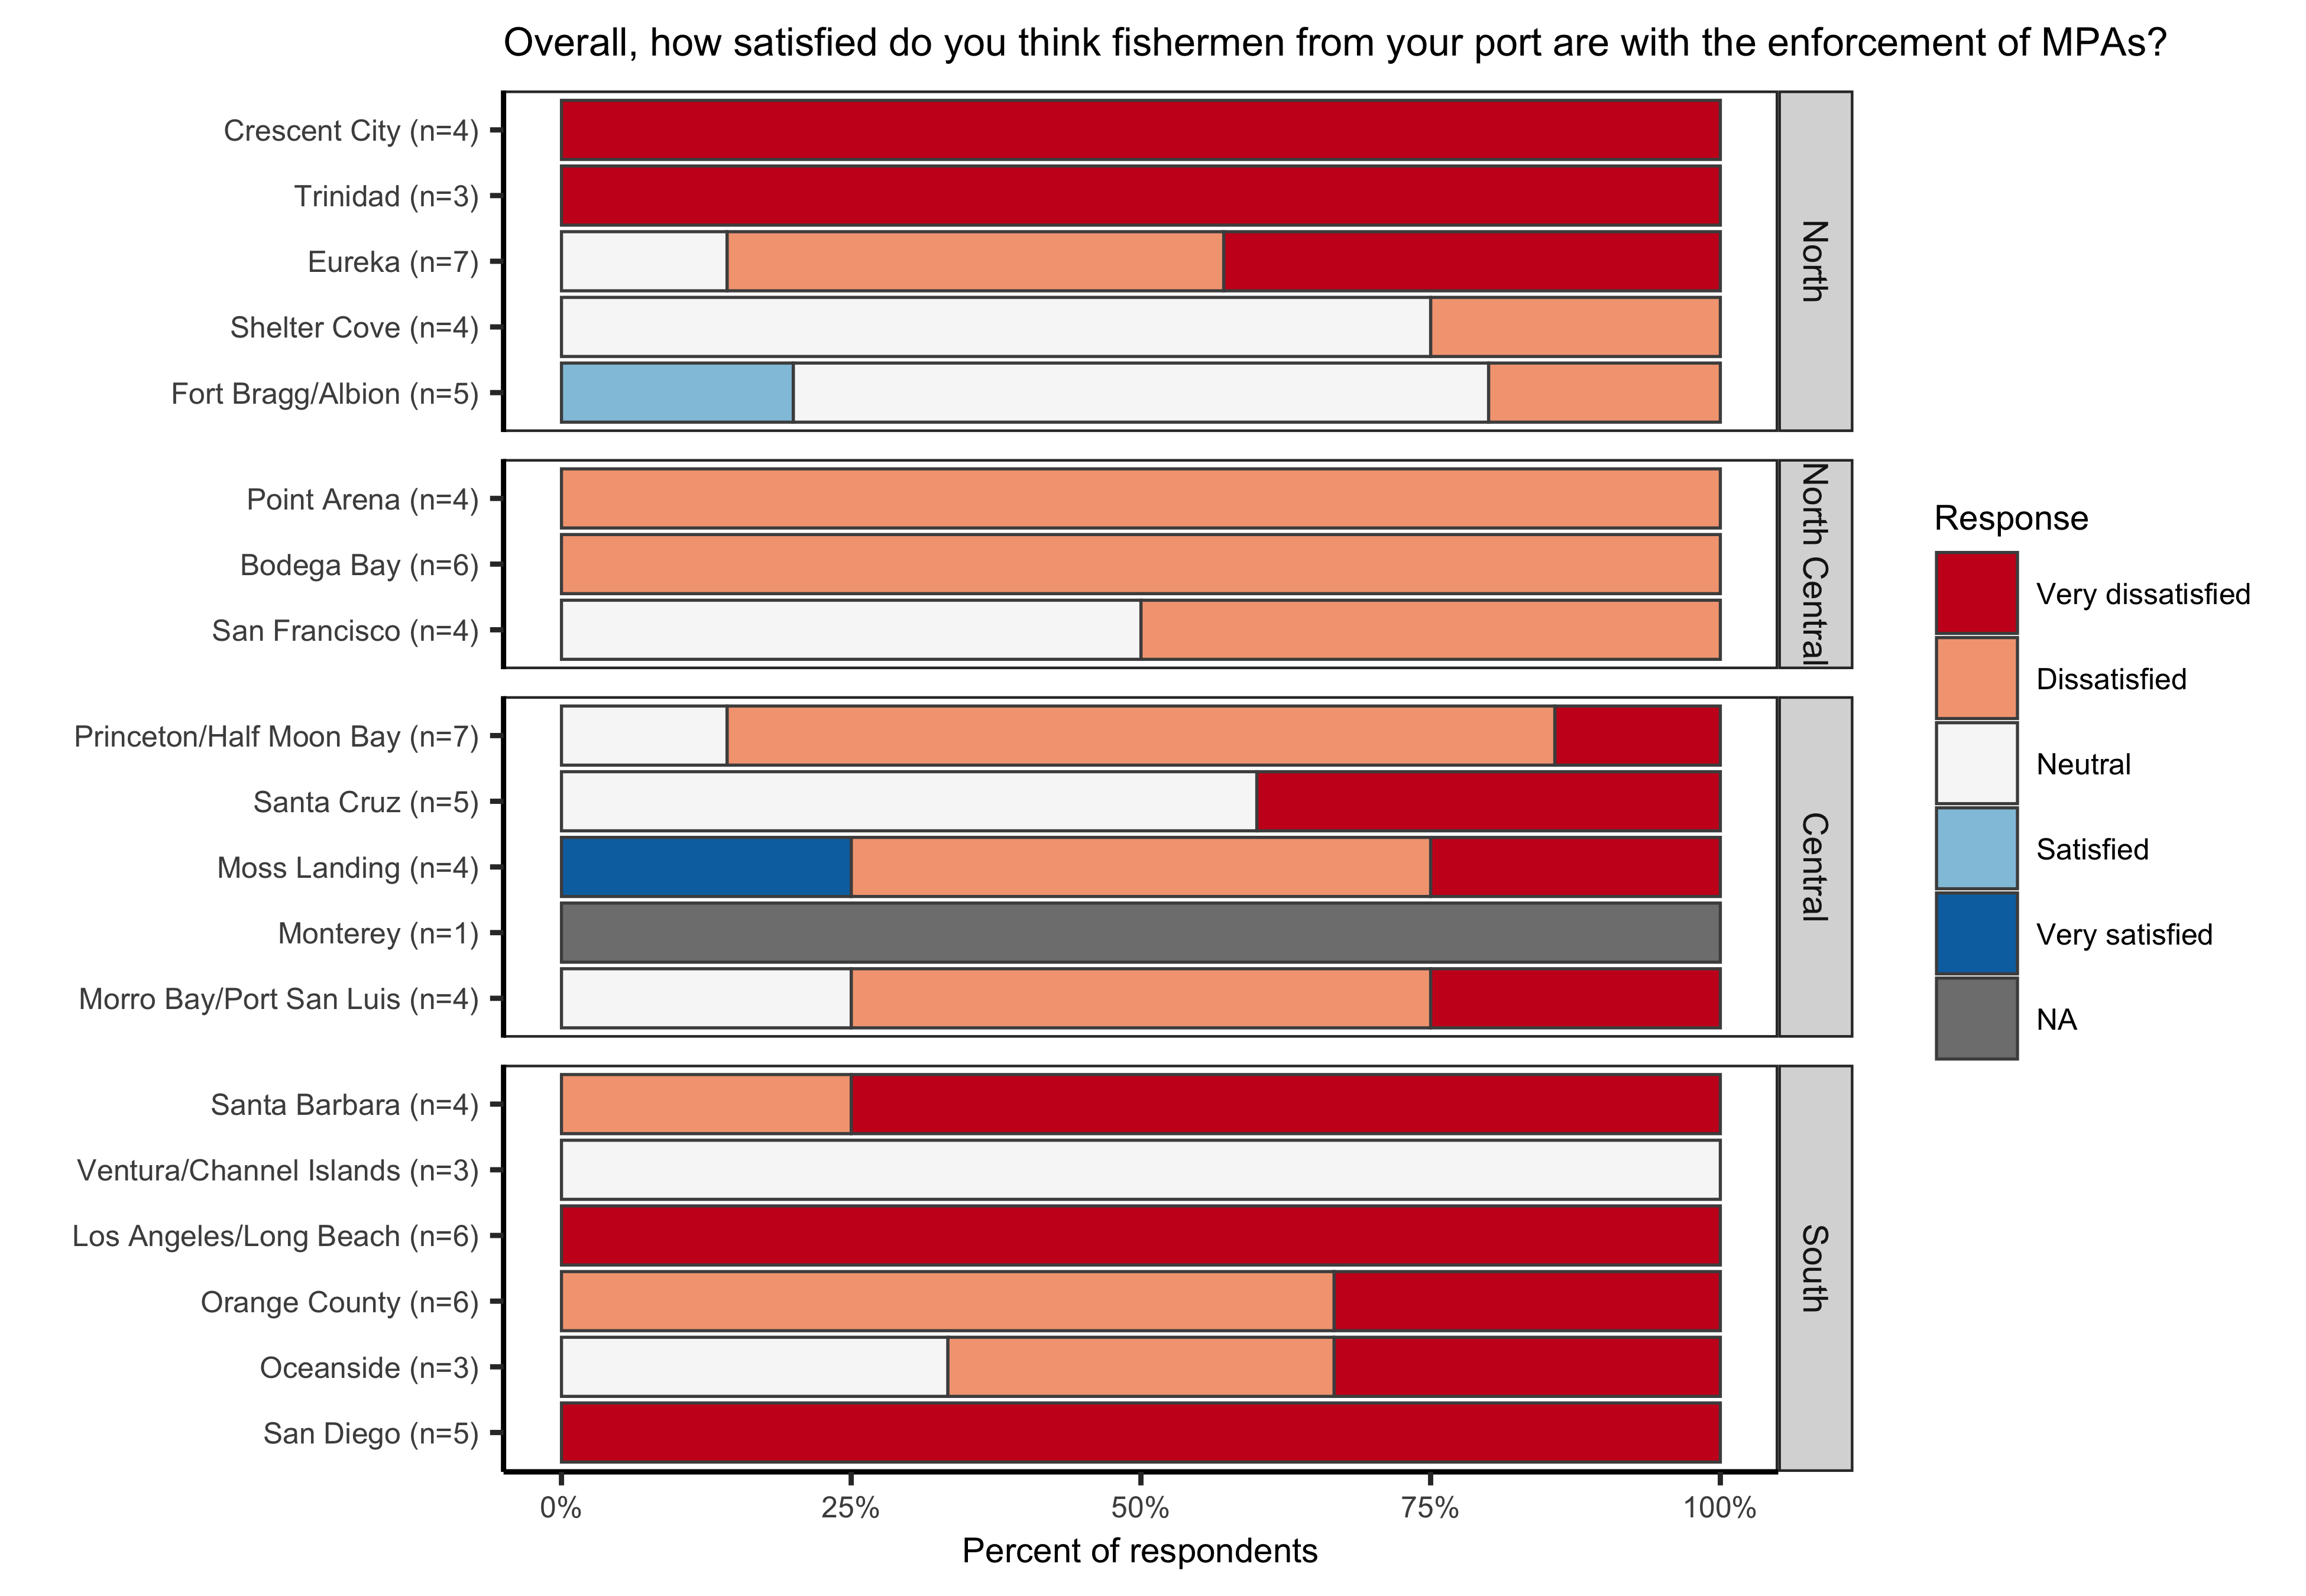 Overall, how satisfied do you think fishermen from your port are with the enforcement of MPAs?
Crescent City (n=4)
Trinidad (n=3)
Eureka (n=7)
Shelter Cove (n=4)
Fort Bragg/Albion (n=5)
North
Point Arena (n=4)
Bodega Bay (n=6)
San Francisco (n=4)
North Central
Princeton/Half Moon Bay (n=7)
Santa Cruz (n=5)
Moss Landing (n=4)
Monterey (n=1)
Morro Bay/Port San Luis (n=4)
Central
Santa Barbara (n=4)
Ventura/Channel Islands (n=3)
Los Angeles/Long Beach (n=6)
Orange County (n=6)
Oceanside (n=3)
San Diego (n=5)
South
0% 25% 50% 75% 100%
Percent of respondents
Response
Very dissatisfied
Dissatisfied
Neutral
Satisfied
Very satisfied
NA